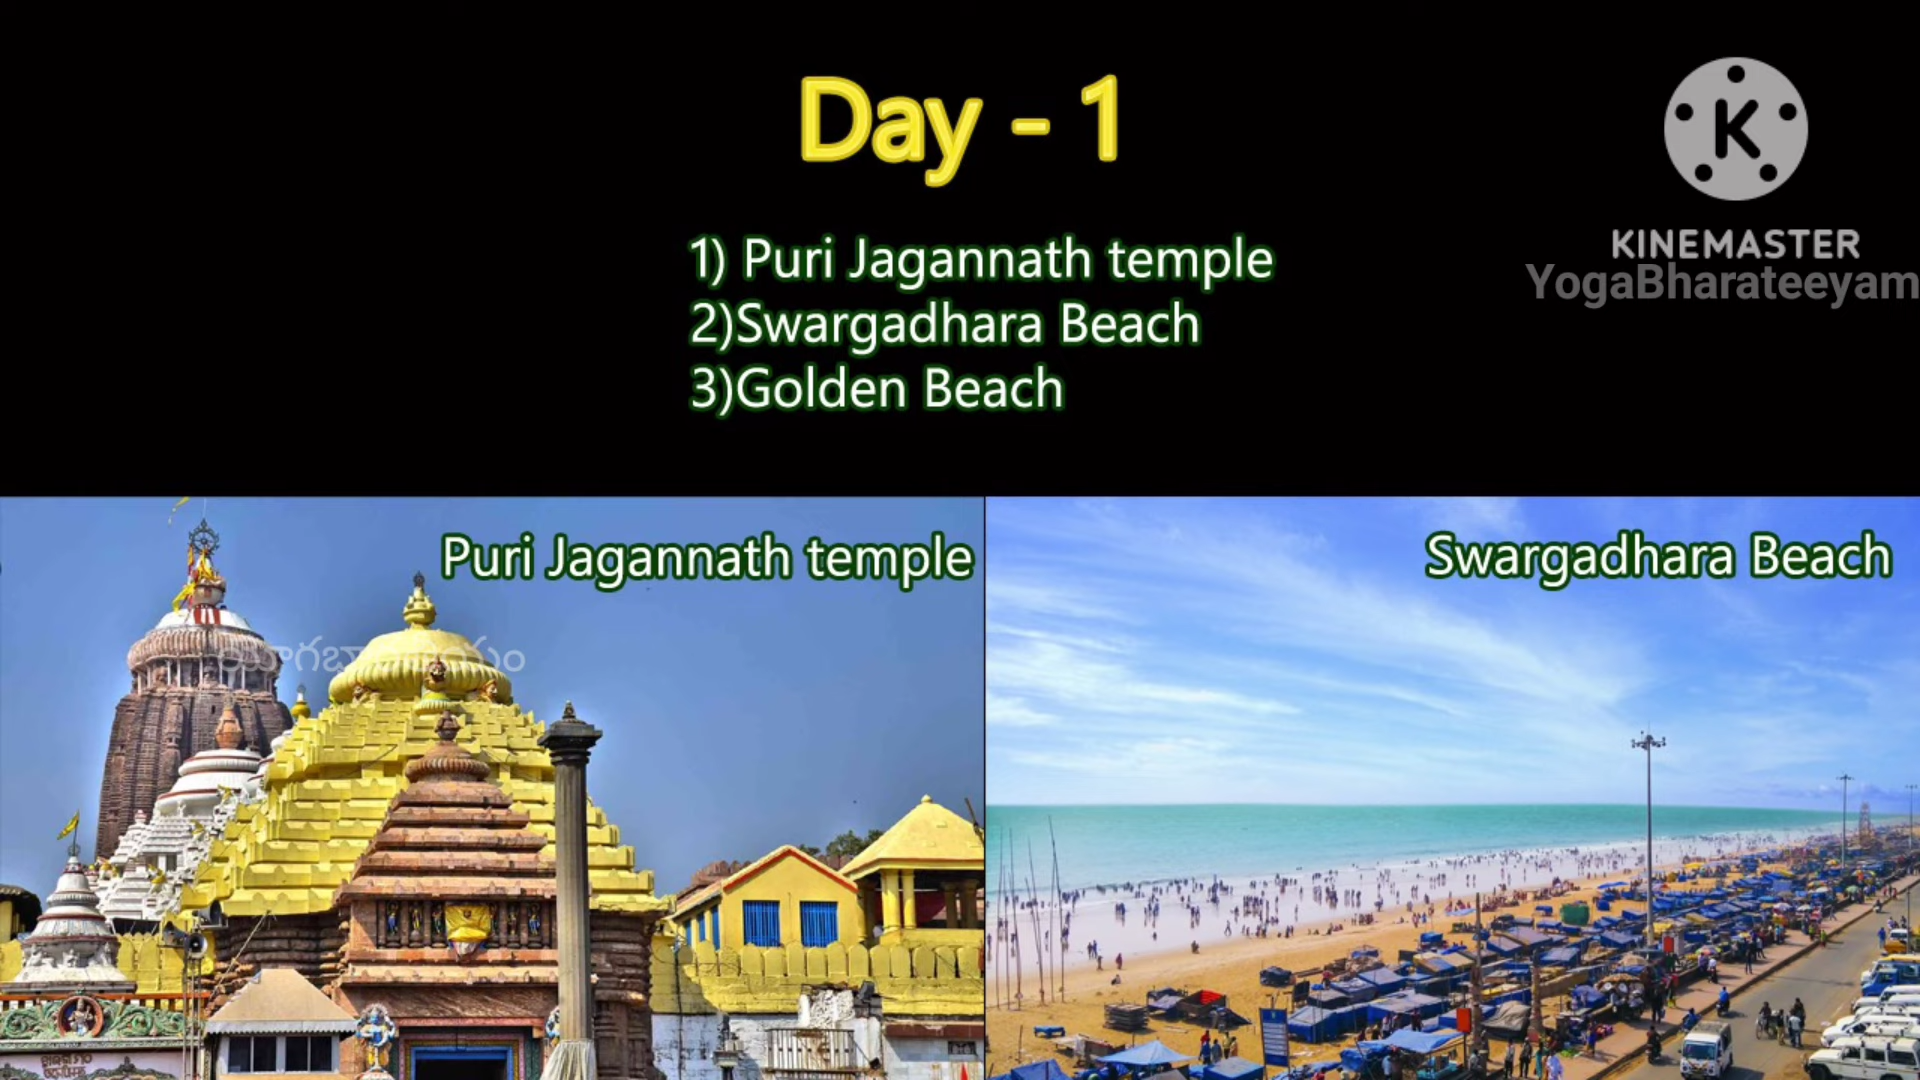 Day - 1
KINEMASTER
YogaBharateeyam
1) Puri Jagannath temple
2)Swargadhara Beach
3)Golden Beach
Puri Jagannath temple
Swargadhara Beach